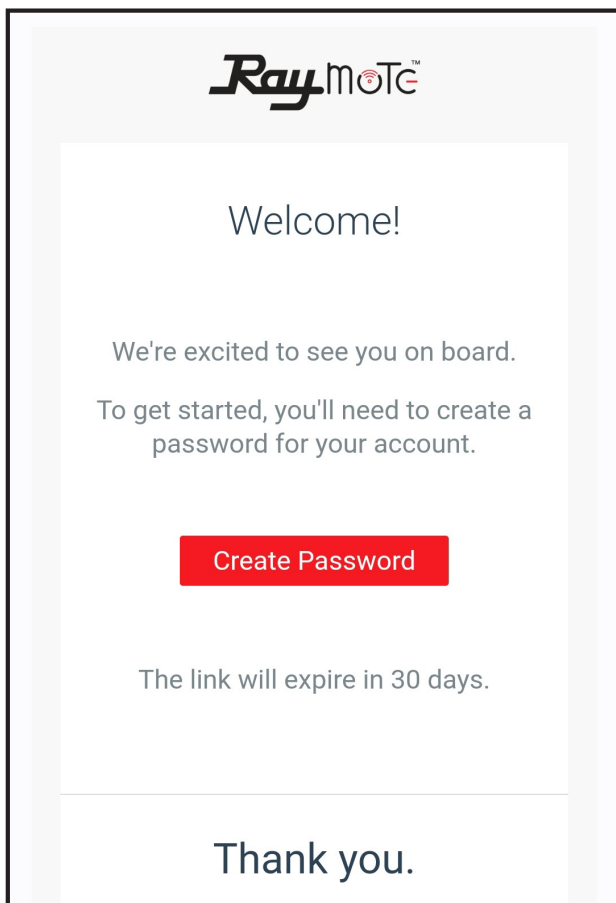 Raymote™
Welcome!
We're excited to see you on board.
To get started, you'll need to create a
password for your account.
Create Password
The link will expire in 30 days.
Thank you.